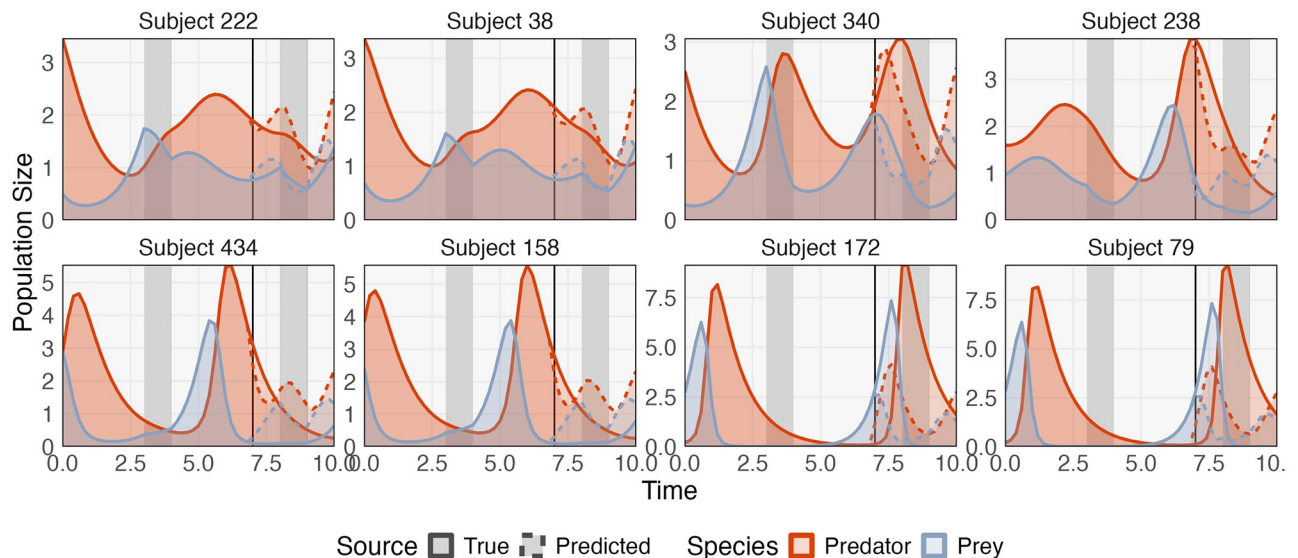 Subject 222 Subject 38 Subject 340 Subject 238
3 3 3 3
2 2 2 2
1 1 1 1
0 0 0 0
Population Size
Subject 434 Subject 158 Subject 172 Subject 79
5 5 7.5 7.5
4 4 5.0 5.0
3 3 2.5 2.5
2 2
1 1
0 0 0.0 0.0
0.0 2.5 5.0 7.5 10.0 0.0 2.5 5.0 7.5 10.0 0.0 2.5 5.0 7.5 10. 0.0 2.5 5.0 7.5 10.
Time
Source True Predicted Species Predator Prey